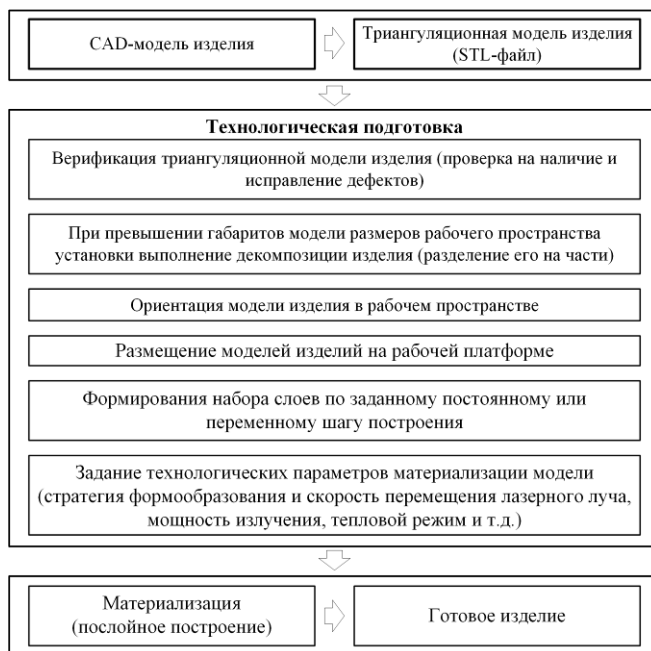 CAD-модель изделия
Триангуляционная модель изделия
(STL-файл)
Технологическая подготовка
Верификация триангуляционной модели изделия (проверка на наличие и
исправление дефектов)
При превышении габаритов модели размеров рабочего пространства
установки выполнение декомпозиции изделия (разделение его на части)
Ориентация модели изделия в рабочем пространстве
Размещение моделей изделий на рабочей платформе
Формирования набора слоев по заданному постоянному или
переменному шагу построения
Задание технологических параметров материализации модели
(стратегия формообразования и скорость перемещения лазерного луча,
мощность излучения, тепловой режим и т.д.)
Материализация
(послойное построение)
Готовое изделие